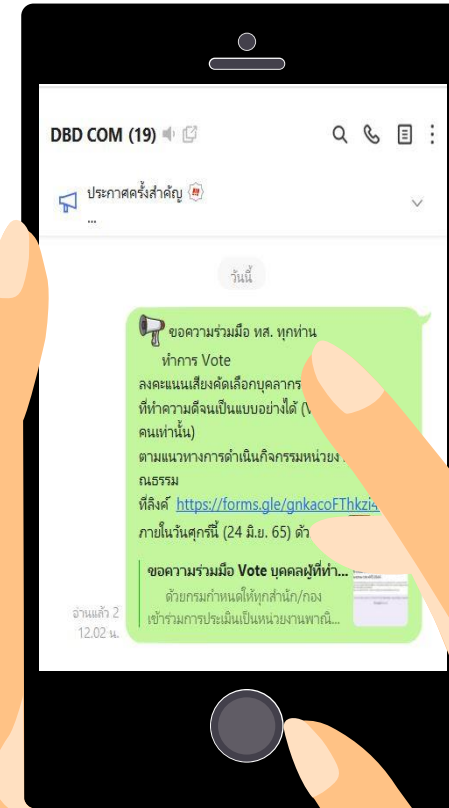 DBD COM (19)
ประกาศครั้งสำคัญ
...
วันนี้
ขอความร่วมมือ ทส. ทุกท่าน
ทำการ Vote
ลงคะแนนเสียงคัดเลือกบุคลากร
ที่ทำความดีจนเป็นแบบอย่างได้
คนเท่านั้น)
ตามแนวทางการดำเนินกิจกรรมหน่วยง
ณธรรม
ที่ลิงค์ https://forms.gle/gnkacoFThkzi4
ภายในวันศุกร์นี้ (24 มิ.ย. 65) ด้ว
ขอความร่วมมือ Vote บุคคลผู้ที่ทำ...
ด้วยกรมกำหนดให้ทุกสำนัก/กอง
เข้าร่วมการประเมินเป็นหน่วยงานพาณิ...
อ่านแล้ว 2
12.02 น.